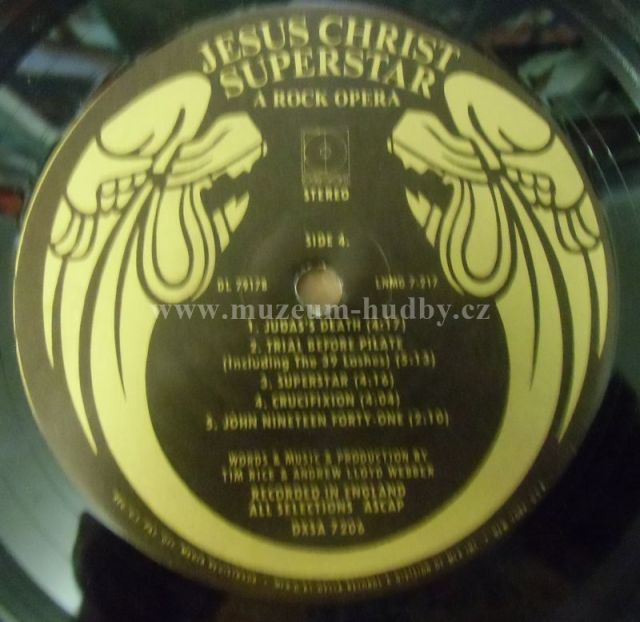 JESUS CHRIST
SUPERSTAR
A ROCK OPERA
STEREO
SIDE 4.
DL 79178 LNMG 7-217
www.muzeum-hudby.cz
1. JUDAS'S DEATH (4:17)
2. TRIAL BEFORE PILATE
(Including The 39 Lashes) (5:13)
3. SUPERSTAR (4:16)
4. CRUCIFIXION (4:04)
5. JOHN NINETEEN FORTY-ONE (2:10)
WORDS & MUSIC & PRODUCTION BY
TIM RICE & ANDREW LLOYD WEBBER
RECORDED IN ENGLAND
ALL SELECTIONS ASCAP
DXSA 7206